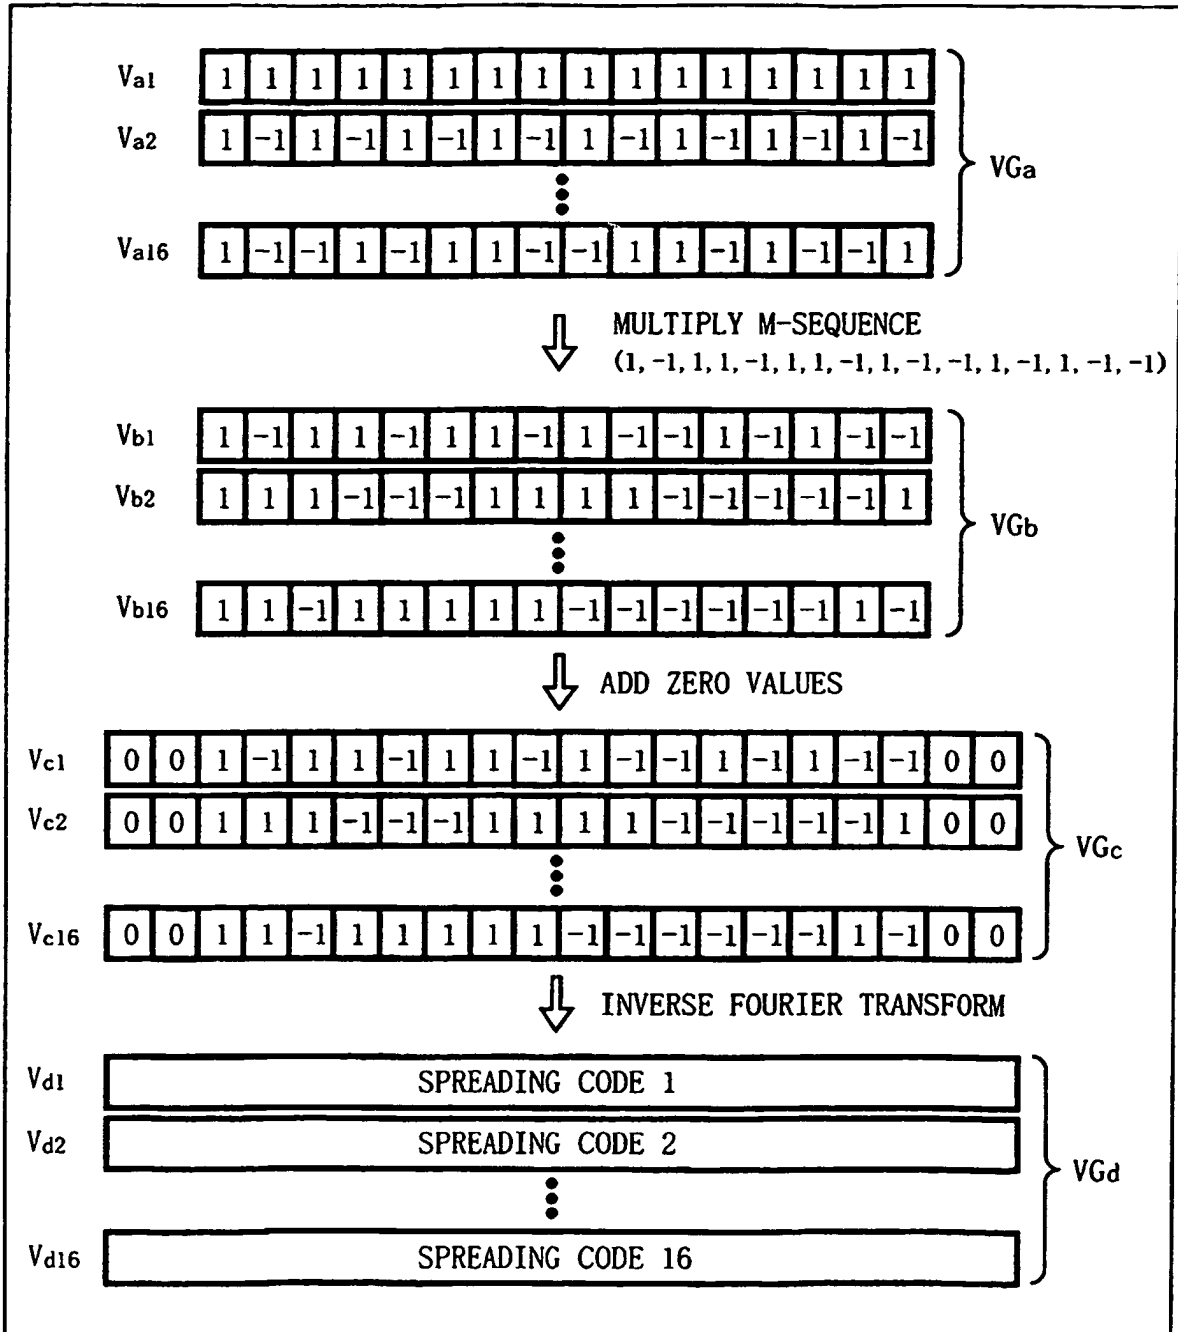 Va1 1 1 1 1 1 1 1 1 1 1 1 1 1 1 1 1
Va2 1 -1 1 -1 1 -1 1 -1 1 -1 1 -1 1 -1 1 -1
VGa
Va16 1 -1 -1 1 -1 1 1 -1 -1 1 1 -1 1 -1 -1 1
MULTIPLY M-SEQUENCE
(1, -1, 1, 1, -1, 1, 1, -1, 1, -1, -1, 1, -1, 1, -1, -1)
Vb1 1 -1 1 1 -1 1 1 -1 1 -1 -1 1 -1 1 -1 -1
Vb2 1 1 1 -1 -1 -1 1 1 1 1 -1 -1 -1 -1 -1 1
VGb
Vb16 1 1 -1 1 1 1 1 1 -1 -1 -1 -1 -1 -1 1 -1
ADD ZERO VALUES
Vc1 0 0 1 -1 1 1 -1 1 1 -1 1 -1 -1 1 -1 1 -1 -1 0 0
Vc2 0 0 1 1 1 -1 -1 -1 1 1 1 1 -1 -1 -1 -1 -1 1 0 0
VGc
Vc16 0 0 1 1 -1 1 1 1 1 1 -1 -1 -1 -1 -1 -1 1 -1 0 0
INVERSE FOURIER TRANSFORM
Vd1 SPREADING CODE 1
Vd2 SPREADING CODE 2
VGd
Vd16 SPREADING CODE 16